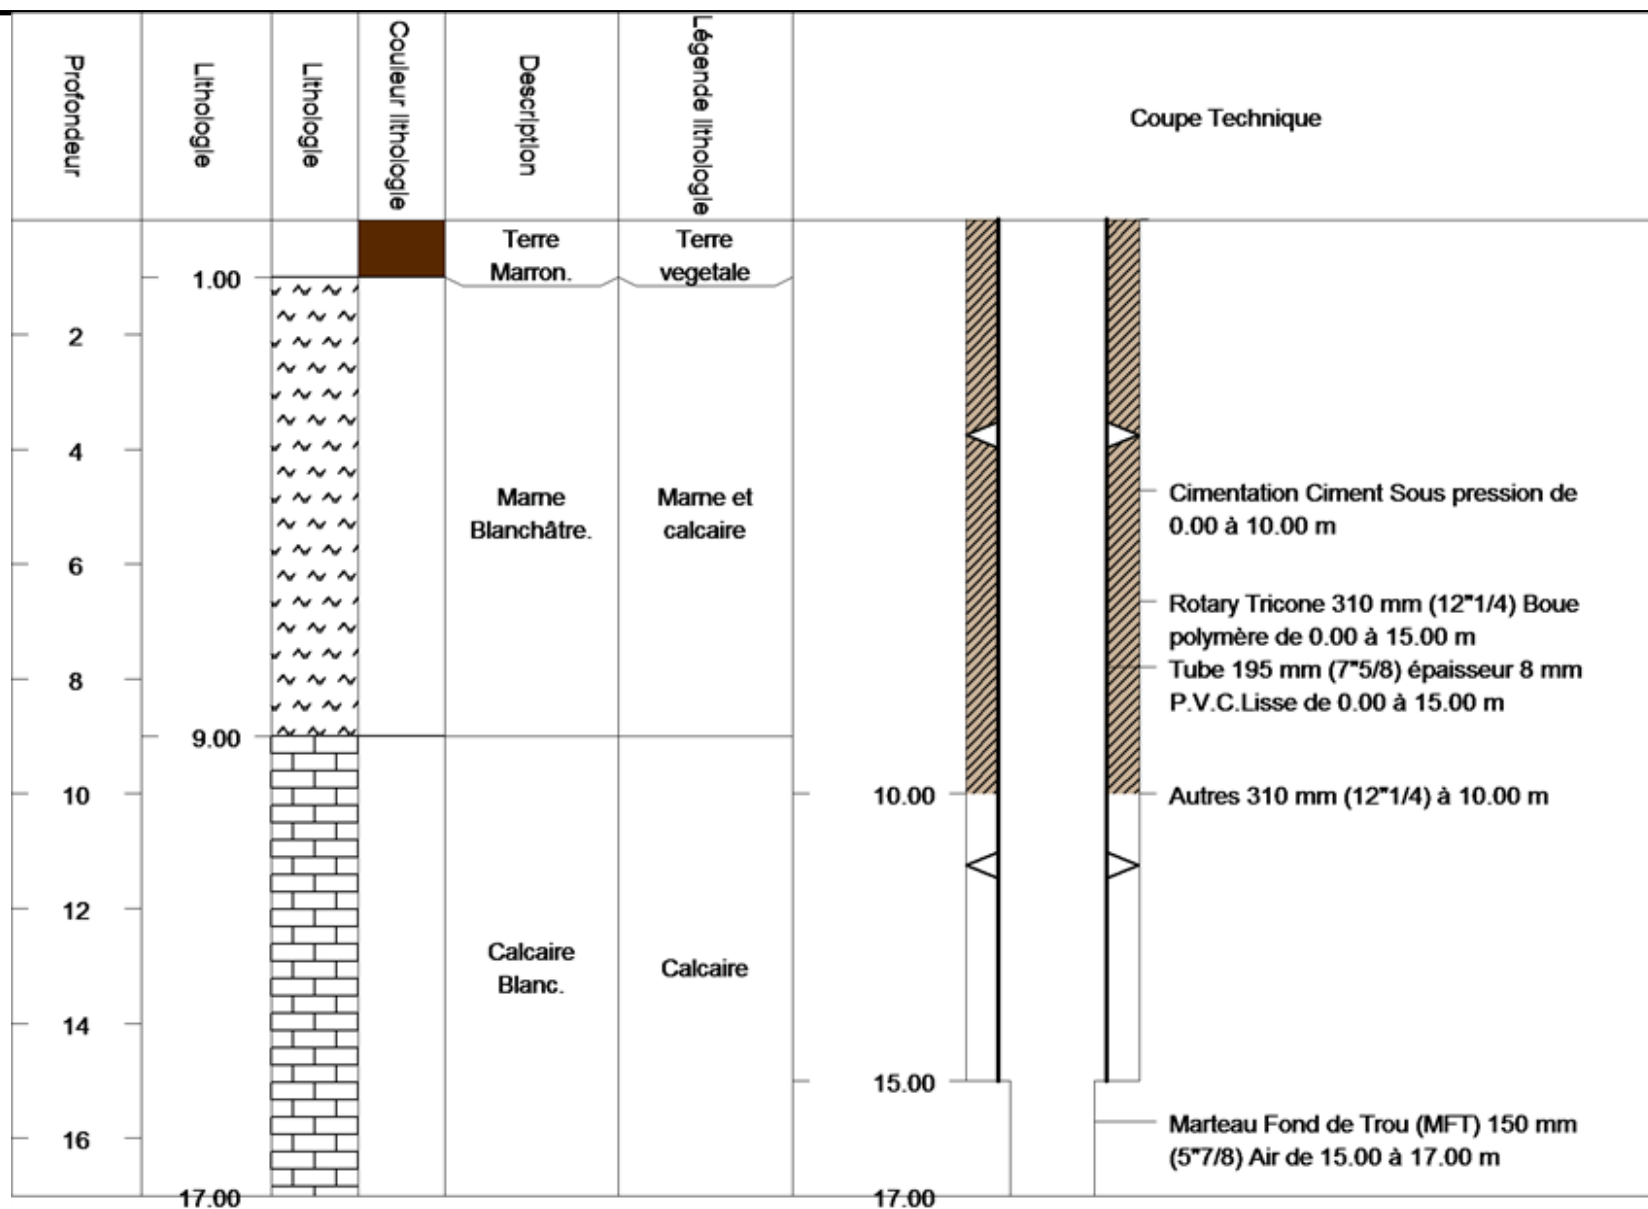 Profondeur
Lithologie
Lithologie
Couleur lithologie
Description
Légende lithologie
Coupe Technique
Terre
Marron.
Terre
vegetale
1.00
2
4
Marne
Blanchâtre.
Marne et
calcaire
Cimentation Ciment Sous pression de
0.00 à 10.00 m
6
Rotary Tricone 310 mm (12"1/4) Boue
polymère de 0.00 à 15.00 m
Tube 195 mm (7"5/8) épaisseur 8 mm
P.V.C.Lisse de 0.00 à 15.00 m
8
9.00
10
10.00
Autres 310 mm (12"1/4) à 10.00 m
12
Calcaire
Blanc.
Calcaire
14
15.00
16
Marteau Fond de Trou (MFT) 150 mm
(5"7/8) Air de 15.00 à 17.00 m
17.00
17.00